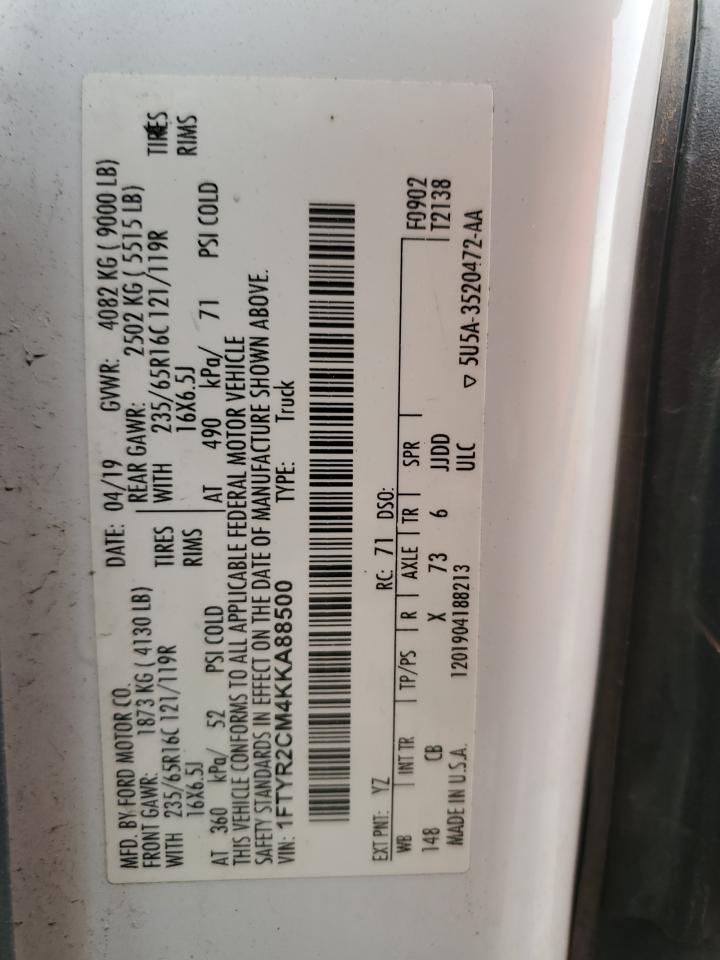 MFD. BY FORD MOTOR CO. DATE: 04/19 GVWR: 4082 KG ( 9000 LB)
FRONT GAWR: 1873 KG ( 4130 LB) REAR GAWR: 2502 KG ( 5515 LB)
WITH 235/65R16C 121/119R TIRES WITH 235/65R16C 121/119R TIRES
16X6.5J RIMS 16X6.5J RIMS
AT 360 kPa/ 52 PSI COLD AT 490 kPa/ 71 PSI COLD
THIS VEHICLE CONFORMS TO ALL APPLICABLE FEDERAL MOTOR VEHICLE
SAFETY STANDARDS IN EFFECT ON THE DATE OF MANUFACTURE SHOWN ABOVE.
VIN: 1FTYR2CM4KKA88500 TYPE: Truck
EXT PNT: YZ RC: 71 DSO:
WB INT TR TP/PS R AXLE TR SPR F0902
148 CB X 73 6 JJDD T2138
ULC
MADE IN U.S.A. 1201904188213 ▽ 5U5A-3520472-AA